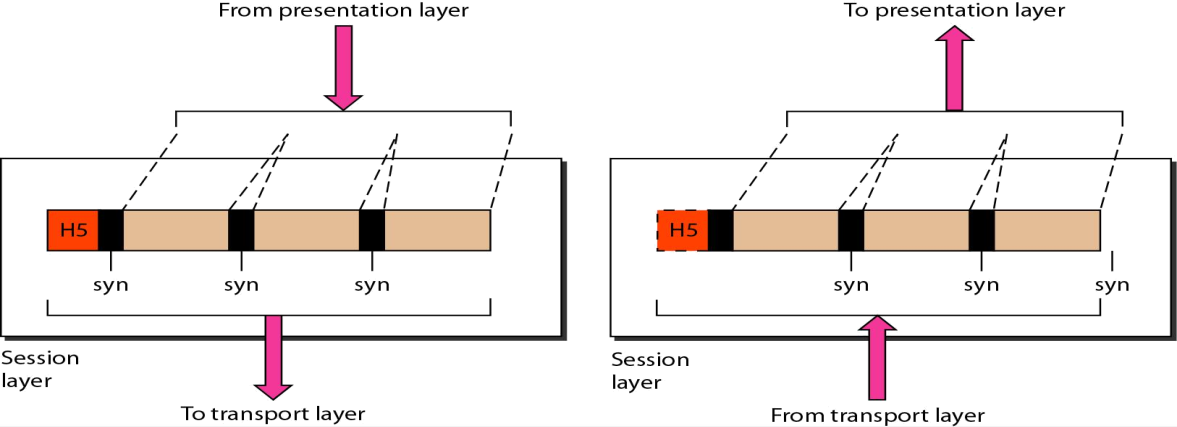 From presentation layer
H5
syn syn syn
Session
layer
To transport layer
To presentation layer
H5
syn syn syn
Session
layer
From transport layer